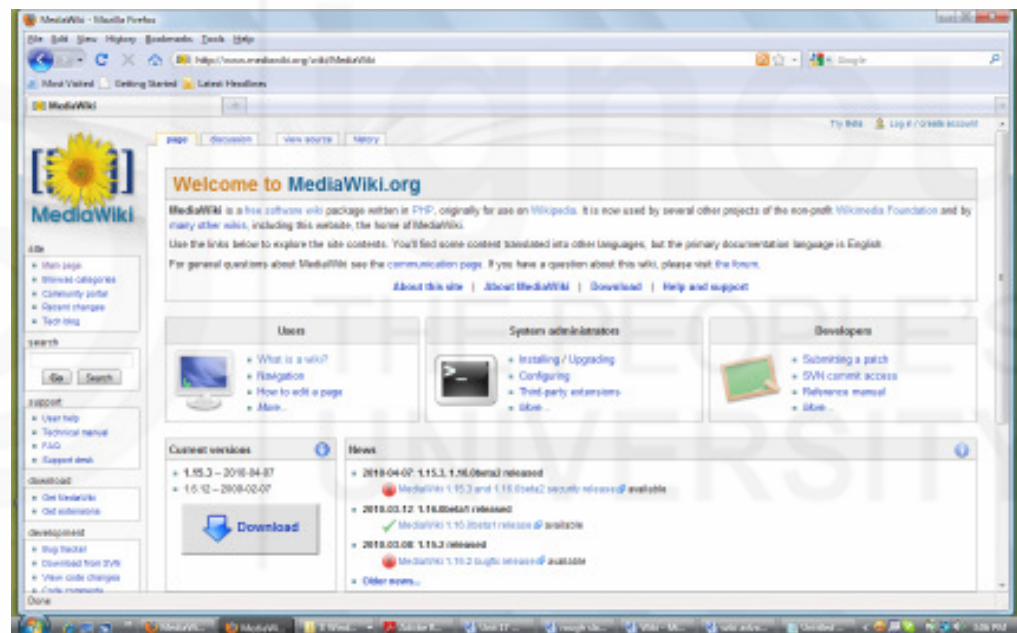 MediaWiki - Mozilla Firefox
File Edit View History Bookmarks Tools Help
http://www.mediawiki.org/wiki/MediaWiki
Google
Most Visited Getting Started Latest Headlines
MediaWiki
Try Beta Log in / create account
page discussion view source history
MediaWiki
Welcome to MediaWiki.org
MediaWiki is a free software wiki package written in PHP, originally for use on Wikipedia. It is now used by several other projects of the non-profit Wikimedia Foundation and by
many other wikis, including this website, the home of MediaWiki.
Use the links below to explore the site contents. You'll find some content translated into other languages, but the primary documentation language is English.
For general questions about MediaWiki see the communication page. If you have a question about this wiki, please visit the forum.
About this site | About MediaWiki | Download | Help and support
site
Main page
Browse categories
Community portal
Recent changes
Tech blog
search
Go Search
support
User help
Technical manual
FAQ
Support desk
download
Get MediaWiki
Get extensions
development
Bug tracker
Download from SVN
View code changes
Code comments
Users
What is a wiki?
Navigation
How to edit a page
More...
System administrators
Installing / Upgrading
Configuring
Third-party extensions
More...
Developers
Submitting a patch
SVN commit access
Reference manual
More...
Current versions
1.15.3 – 2010-04-07
Download
News
2010-04-07: 1.15.3, 1.16.0beta2 released
MediaWiki 1.15.3 and 1.16.0beta2 security release available
2010-03-12: 1.16.0beta1 released
MediaWiki 1.16.0beta1 release available
2010-03-08: 1.15.2 released
MediaWiki 1.15.2 bugfix release available
Older news...
Done
THE PEOPLE'S
UNIVERSITY